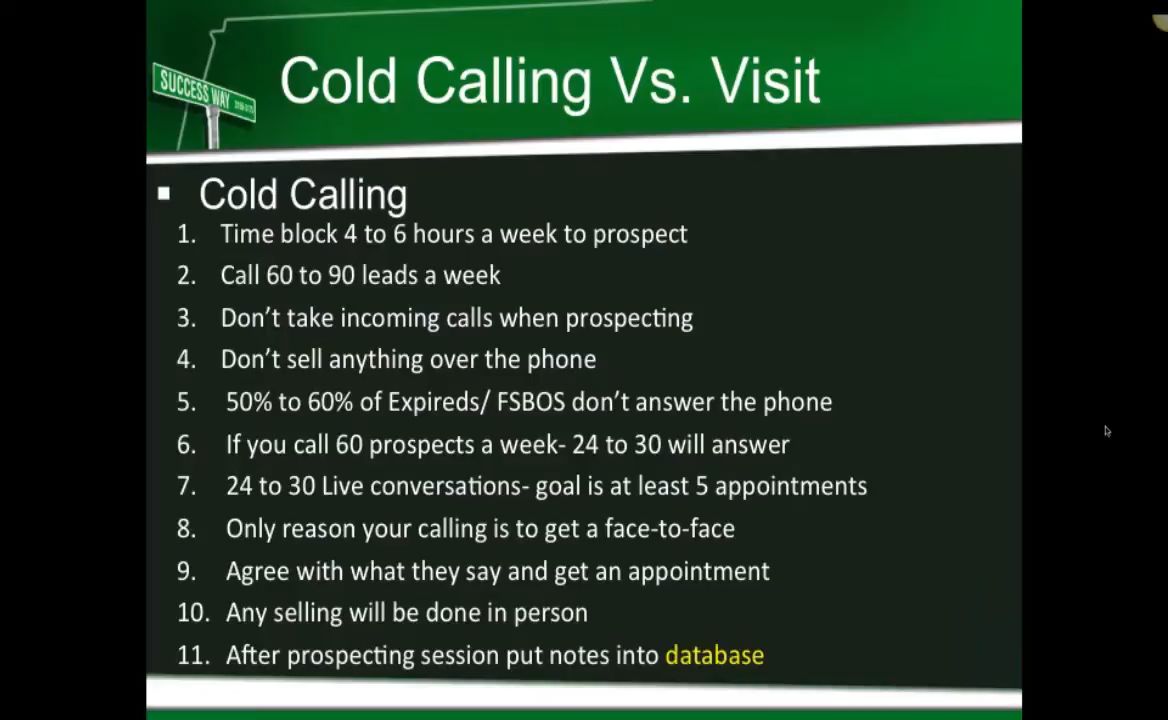 Cold Calling Vs. Visit
SUCCESS WAY
▪ Cold Calling
1. Time block 4 to 6 hours a week to prospect
2. Call 60 to 90 leads a week
3. Don’t take incoming calls when prospecting
4. Don’t sell anything over the phone
5. 50% to 60% of Expireds/ FSBOS don’t answer the phone
6. If you call 60 prospects a week- 24 to 30 will answer
7. 24 to 30 Live conversations- goal is at least 5 appointments
8. Only reason your calling is to get a face-to-face
9. Agree with what they say and get an appointment
10. Any selling will be done in person
11. After prospecting session put notes into database